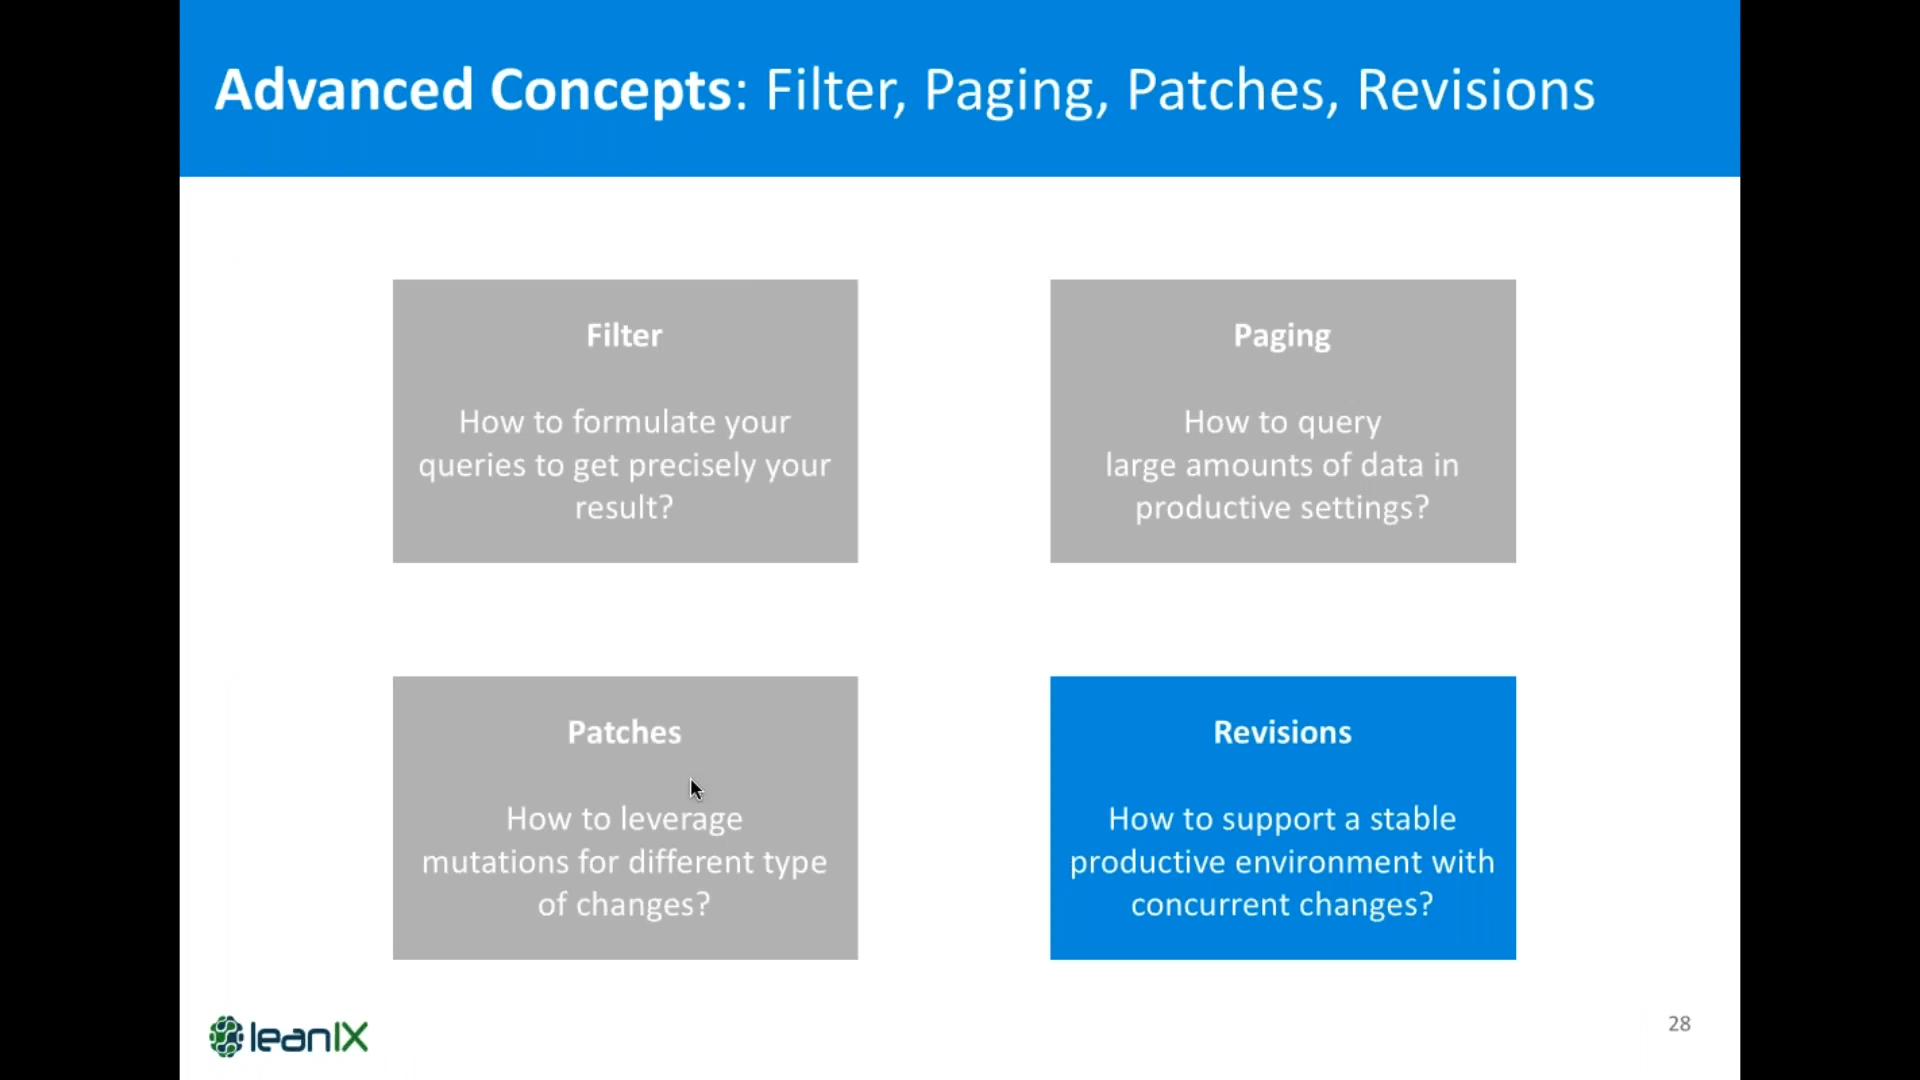 Advanced Concepts: Filter, Paging, Patches, Revisions
Filter
How to formulate your
queries to get precisely your
result?
Paging
How to query
large amounts of data in
productive settings?
Patches
How to leverage
mutations for different type
of changes?
Revisions
How to support a stable
productive environment with
concurrent changes?
leanIX
28